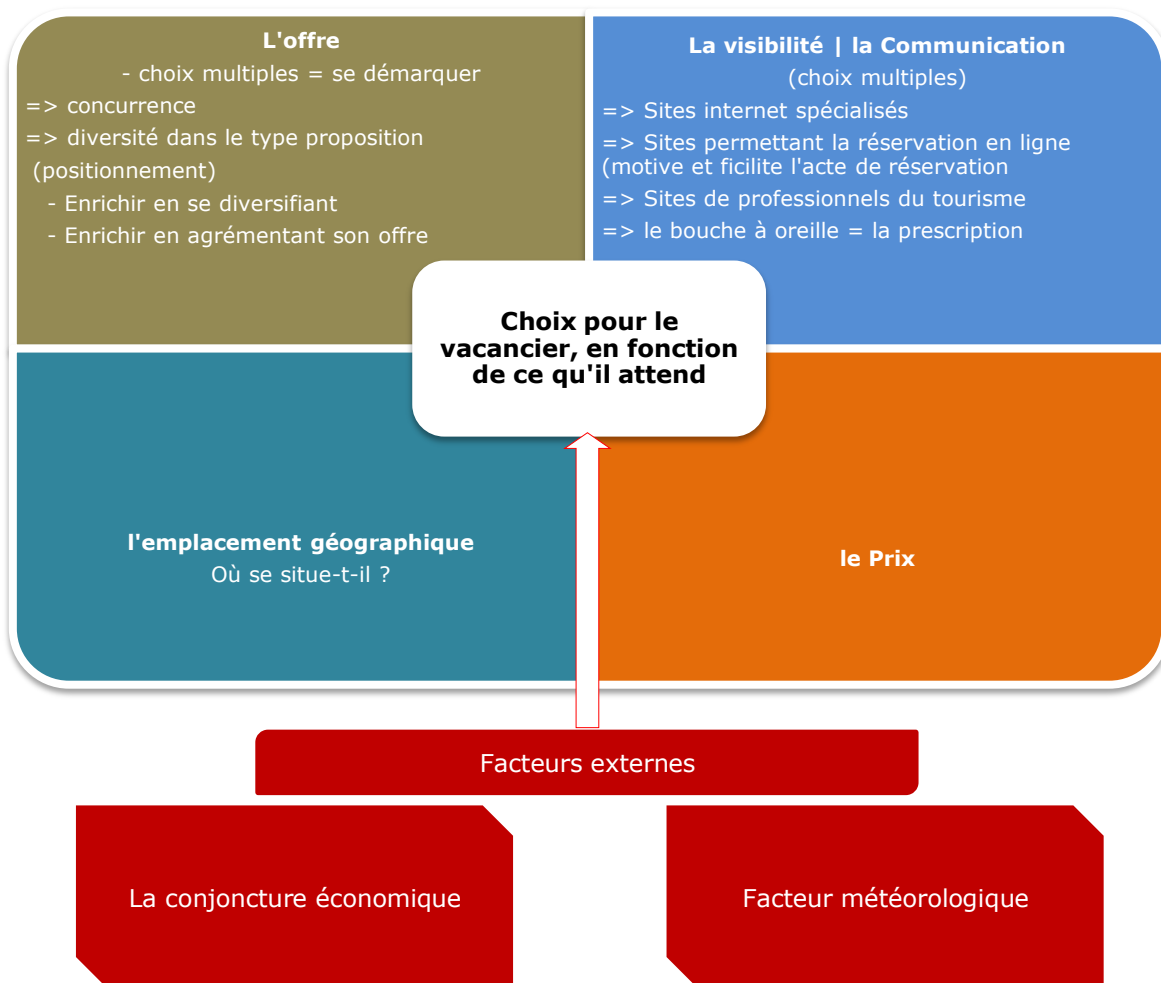 L'offre
- choix multiples = se démarquer
=> concurrence
=> diversité dans le type proposition
(positionnement)
- Enrichir en se diversifiant
- Enrichir en agrémentant son offre
La visibilité | la Communication
(choix multiples)
=> Sites internet spécialisés
=> Sites permettant la réservation en ligne
(motive et ficilite l'acte de réservation
=> Sites de professionnels du tourisme
=> le bouche à oreille = la prescription
Choix pour le
vacancier, en fonction
de ce qu'il attend
l'emplacement géographique
Où se situe-t-il ?
le Prix
Facteurs externes
La conjoncture économique
Facteur météorologique